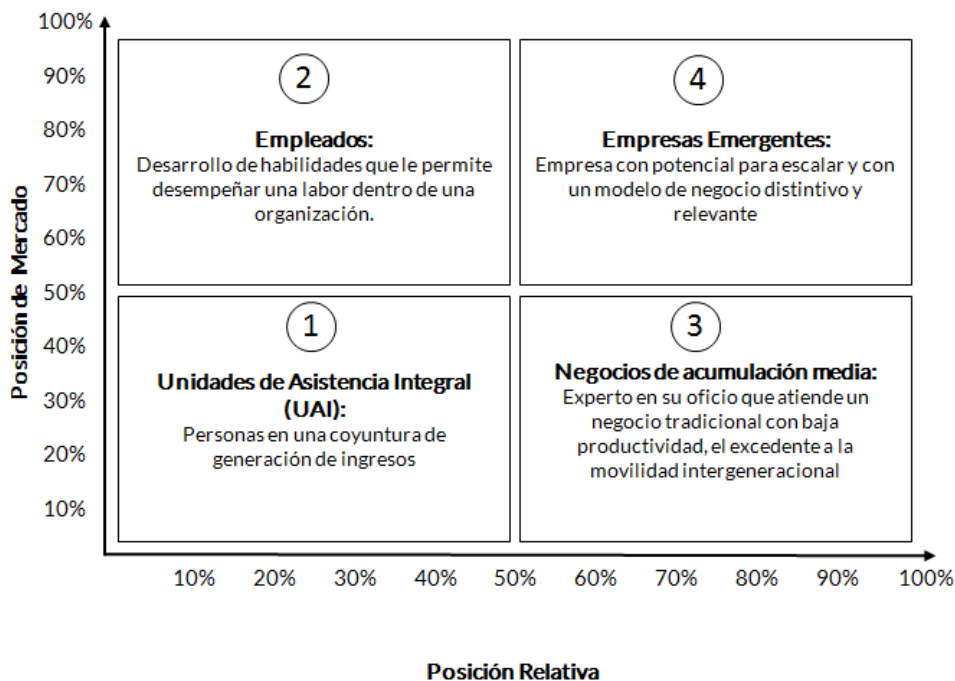 100%
90%
80%
70%
60%
50%
40%
30%
20%
10%
Posición de Mercado
2
Empleados:
Desarrollo de habilidades que le permite
desempeñar una labor dentro de una
organización.
4
Empresas Emergentes:
Empresa con potencial para escalar y con
un modelo de negocio distintivo y
relevante
1
Unidades de Asistencia Integral
(UAI):
Personas en una coyuntura de
generación de ingresos
3
Negocios de acumulación media:
Experto en su oficio que atiende un
negocio tradicional con baja
productividad, el excedente a la
movilidad intergeneracional
10% 20% 30% 40% 50% 60% 70% 80% 90% 100%
Posición Relativa